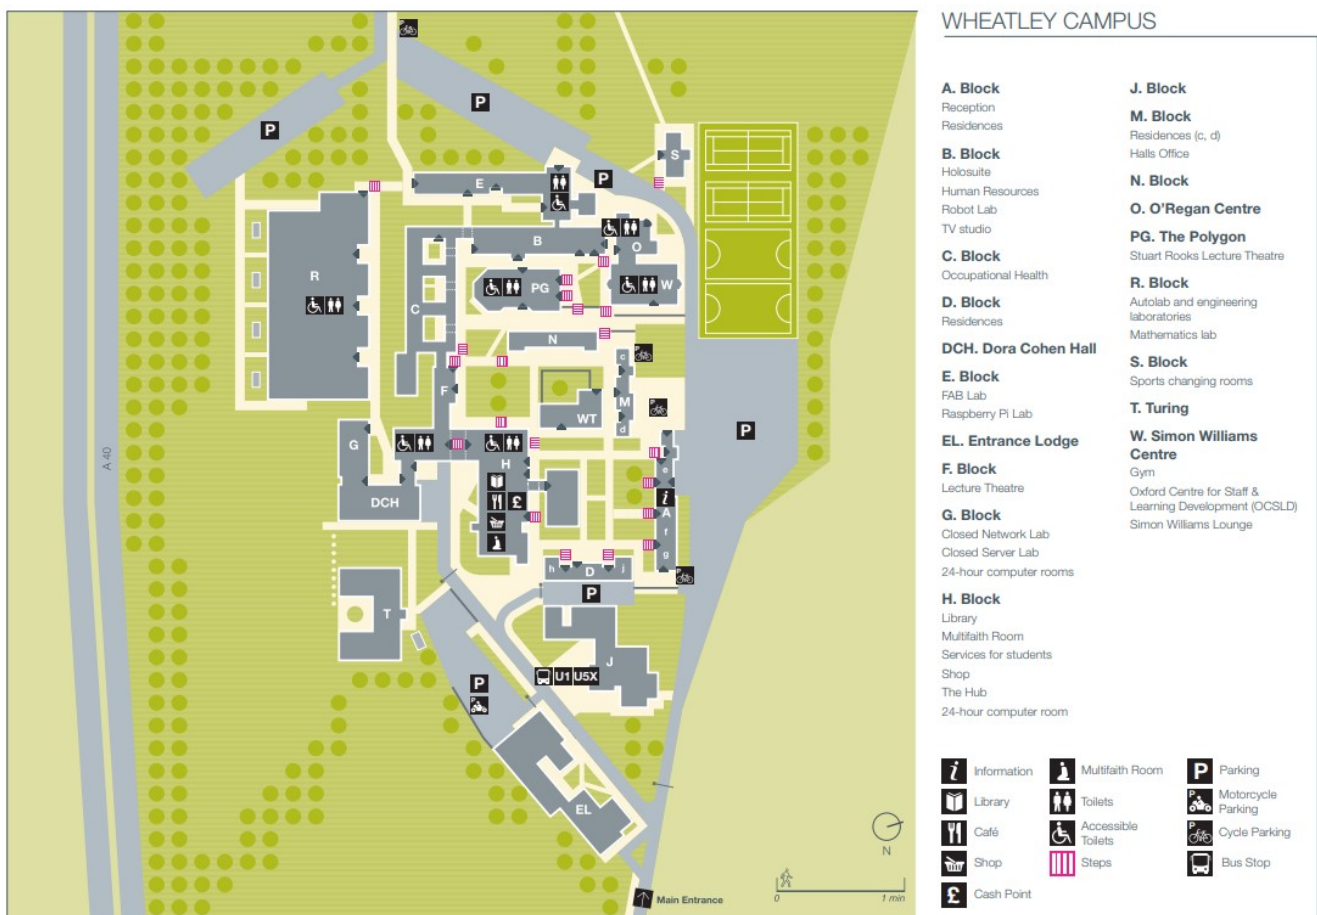 WHEATLEY CAMPUS
A. Block
Reception
Residences
B. Block
Holosuite
Human Resources
Robot Lab
TV studio
C. Block
Occupational Health
D. Block
Residences
DCH. Dora Cohen Hall
E. Block
FAB Lab
Raspberry Pi Lab
EL. Entrance Lodge
F. Block
Lecture Theatre
G. Block
Closed Network Lab
Closed Server Lab
24-hour computer rooms
H. Block
Library
Multifaith Room
Services for students
Shop
The Hub
24-hour computer room
J. Block
M. Block
Residences (c, d)
Halls Office
N. Block
O. O'Regan Centre
PG. The Polygon
Stuart Rooks Lecture Theatre
R. Block
Autolab and engineering
laboratories
Mathematics lab
S. Block
Sports changing rooms
T. Turing
W. Simon Williams
Centre
Gym
Oxford Centre for Staff &
Learning Development (OCSLD)
Simon Williams Lounge
i Information
Library
Café
Shop
£ Cash Point
Multifaith Room
Toilets
Accessible
Toilets
Steps
P Parking
P Motorcycle
Parking
P Cycle Parking
Bus Stop
P
P
P
P
S
E
P
B
O
R
PG
W
C
N
P
c
F
M
P
WT
d
P
A 40
G
H
e
i
DCH
£
A
f
g
h
D
j
P
P
T
J
U1 U5X
P
P
EL
N
Main Entrance
0
1 min